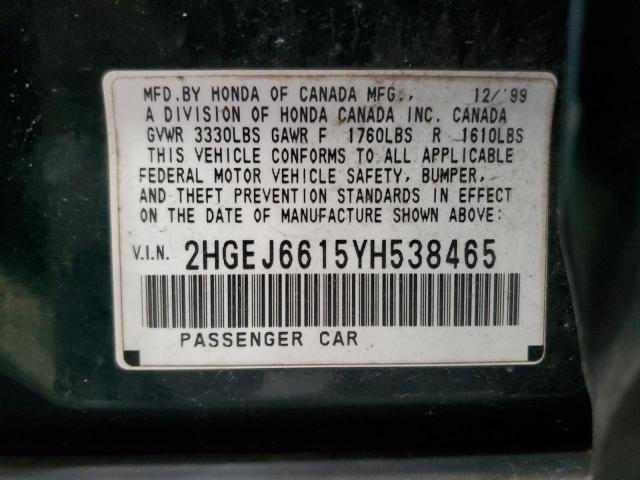 MFD.BY HONDA OF CANADA MFG., 12/'99
A DIVISION OF HONDA CANADA INC. CANADA
GVWR 3330LBS GAWR F 1760LBS R 1610LBS
THIS VEHICLE CONFORMS TO ALL APPLICABLE
FEDERAL MOTOR VEHICLE SAFETY, BUMPER,
AND THEFT PREVENTION STANDARDS IN EFFECT
ON THE DATE OF MANUFACTURE SHOWN ABOVE:
V.I.N. 2HGEJ6615YH538465
PASSENGER CAR